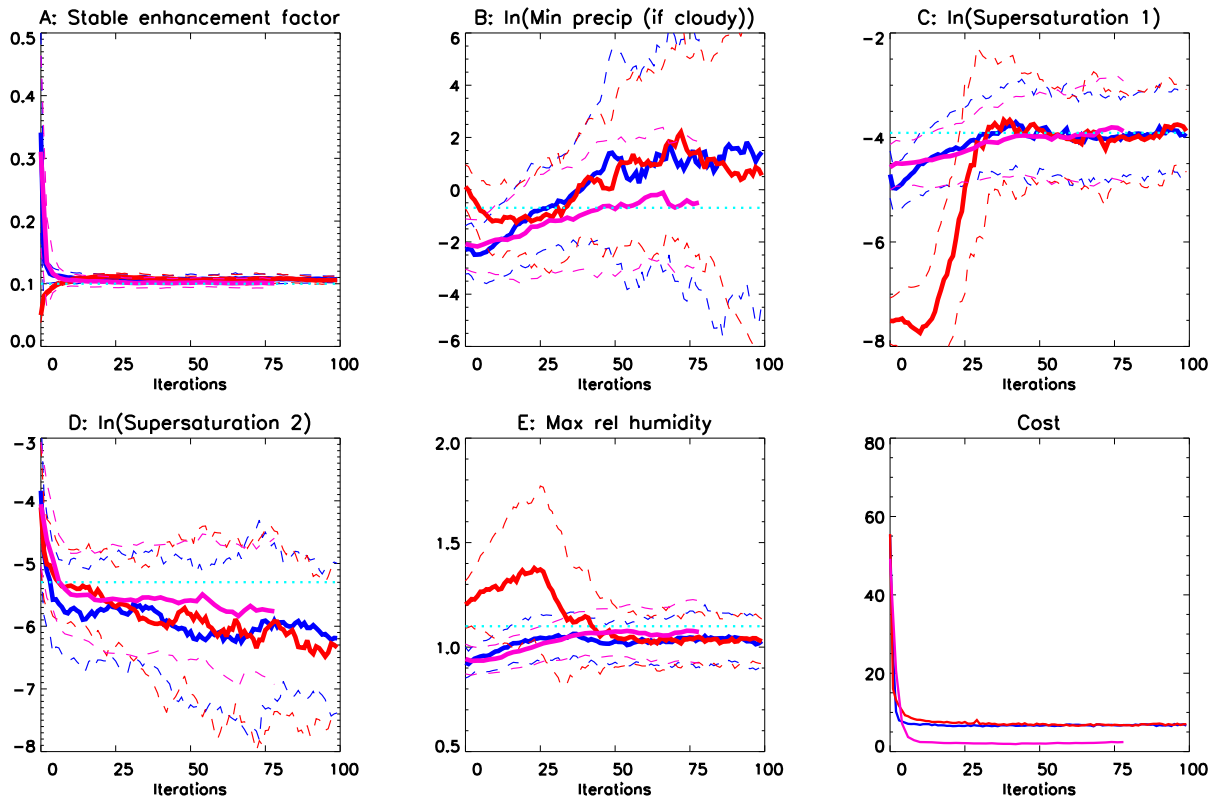 A: Stable enhancement factor
0.5
0.4
0.3
0.2
0.1
0.0
0 25 50 75 100
Iterations
B: ln(Min precip (if cloudy))
6
4
2
0
−2
−4
−6
0 25 50 75 100
Iterations
C: ln(Supersaturation 1)
−2
−4
−6
−8
0 25 50 75 100
Iterations
D: ln(Supersaturation 2)
−3
−4
−5
−6
−7
−8
0 25 50 75 100
Iterations
E: Max rel humidity
2.0
1.5
1.0
0.5
0 25 50 75 100
Iterations
Cost
80
60
40
20
0
0 25 50 75 100
Iterations